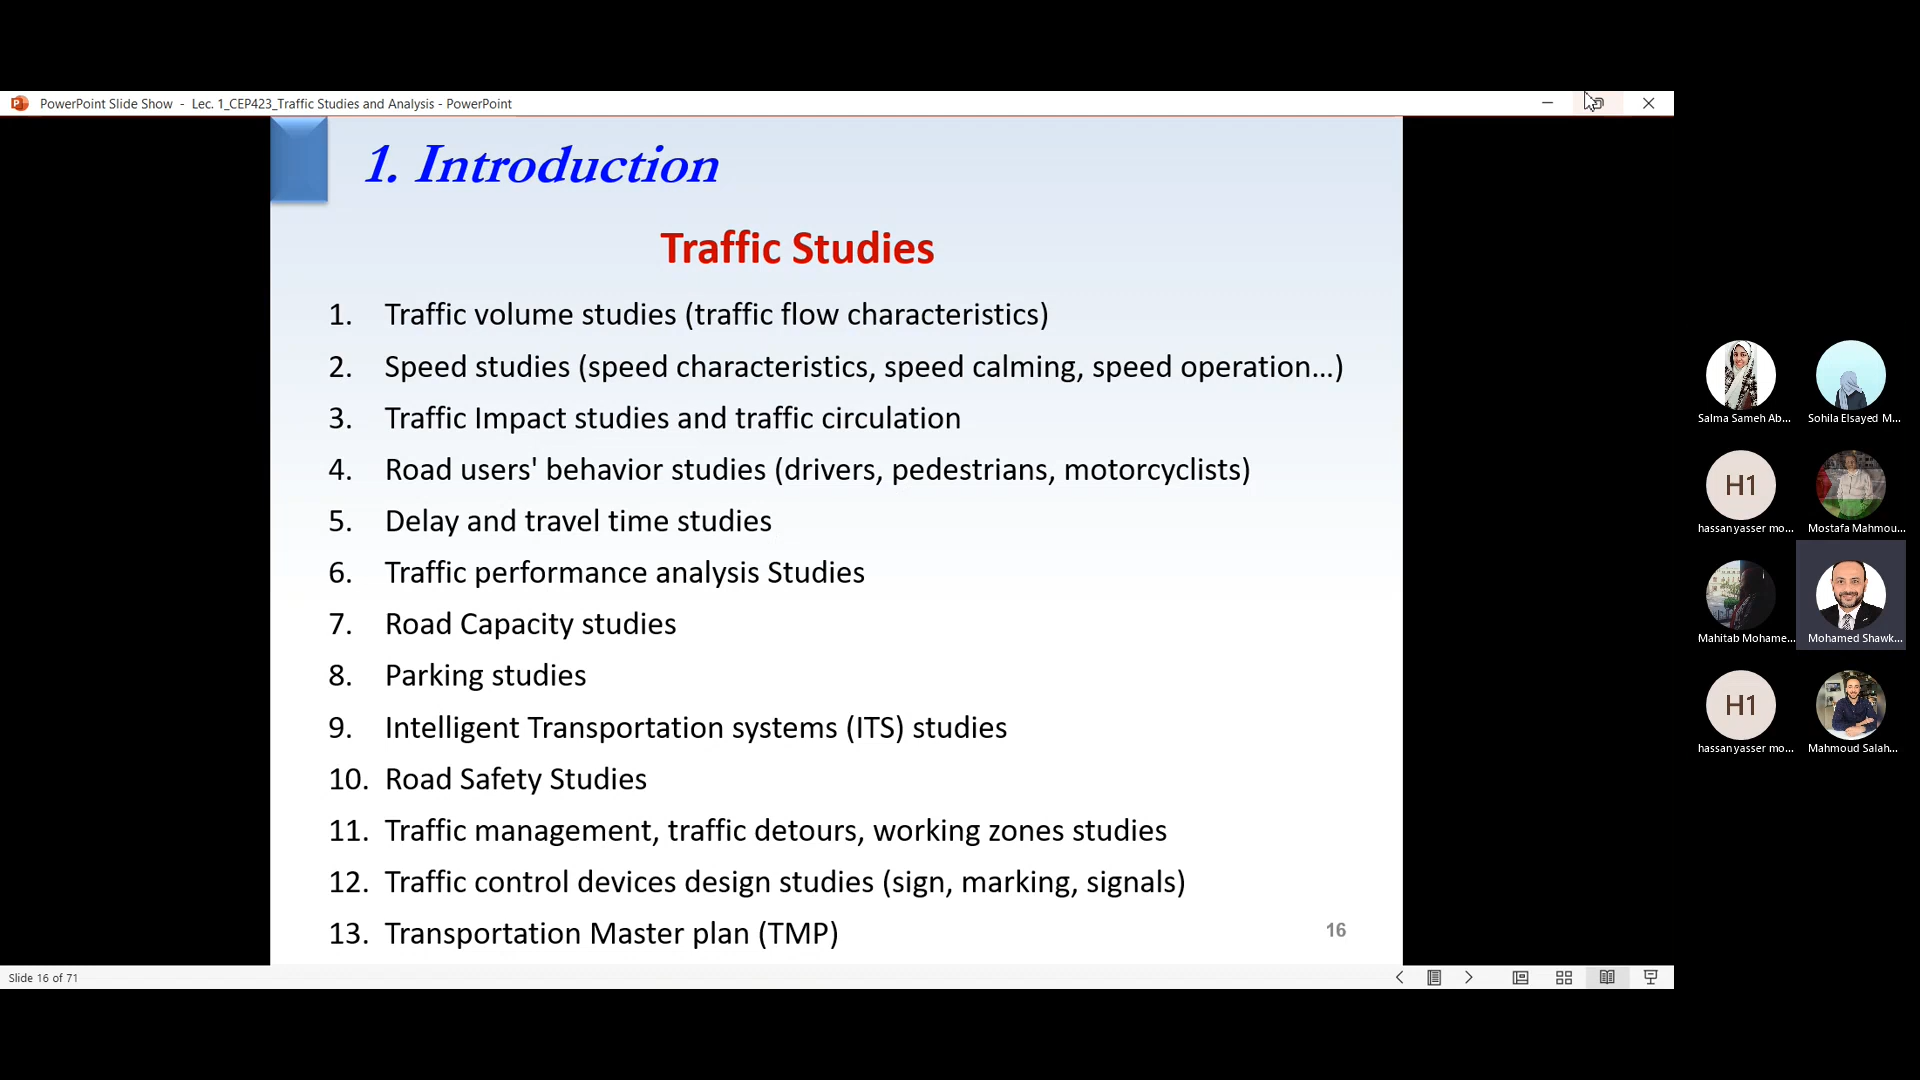 PowerPoint Slide Show - Lec. 1_CEP423_Traffic Studies and Analysis - PowerPoint
1. Introduction
Traffic Studies
1. Traffic volume studies (traffic flow characteristics)
2. Speed studies (speed characteristics, speed calming, speed operation...)
3. Traffic Impact studies and traffic circulation
4. Road users' behavior studies (drivers, pedestrians, motorcyclists)
5. Delay and travel time studies
6. Traffic performance analysis Studies
7. Road Capacity studies
8. Parking studies
9. Intelligent Transportation systems (ITS) studies
10. Road Safety Studies
11. Traffic management, traffic detours, working zones studies
12. Traffic control devices design studies (sign, marking, signals)
13. Transportation Master plan (TMP)
16
Slide 16 of 71
Salma Sameh Ab...
Sohila Elsayed M...
H1
hassan yasser mo...
Mostafa Mahmou...
Mahitab Mohame...
Mohamed Shawk...
H1
hassan yasser mo...
Mahmoud Salah...